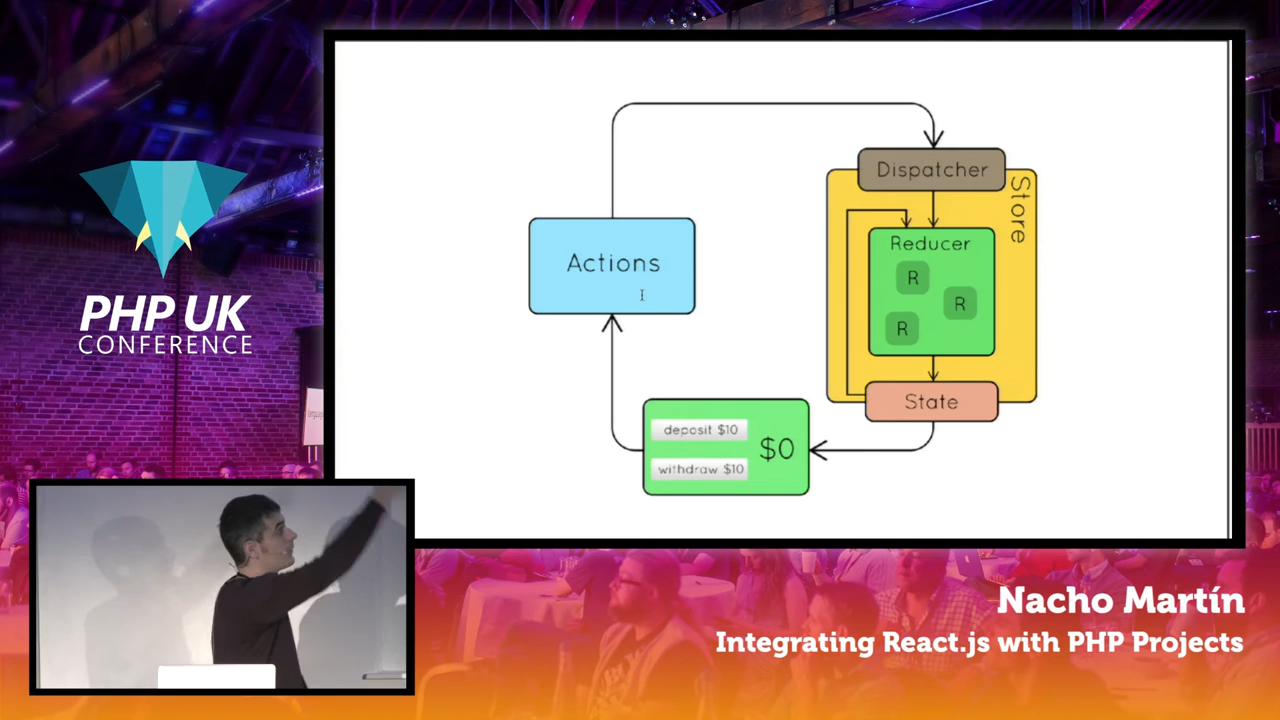 PHP UK
CONFERENCE
Dispatcher
Store
Reducer
R
R
R
Actions
State
deposit $10
withdraw $10
$0
Nacho Martín
Integrating React.js with PHP Projects